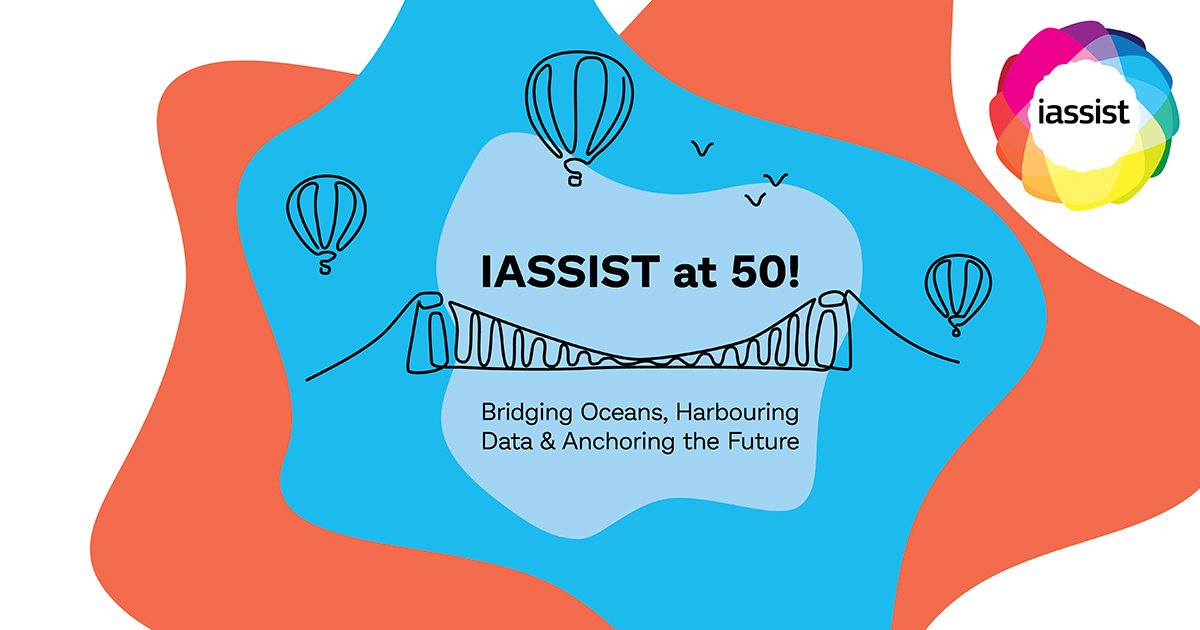 iassist
IASSIST at 50!
Bridging Oceans, Harbouring
Data & Anchoring the Future